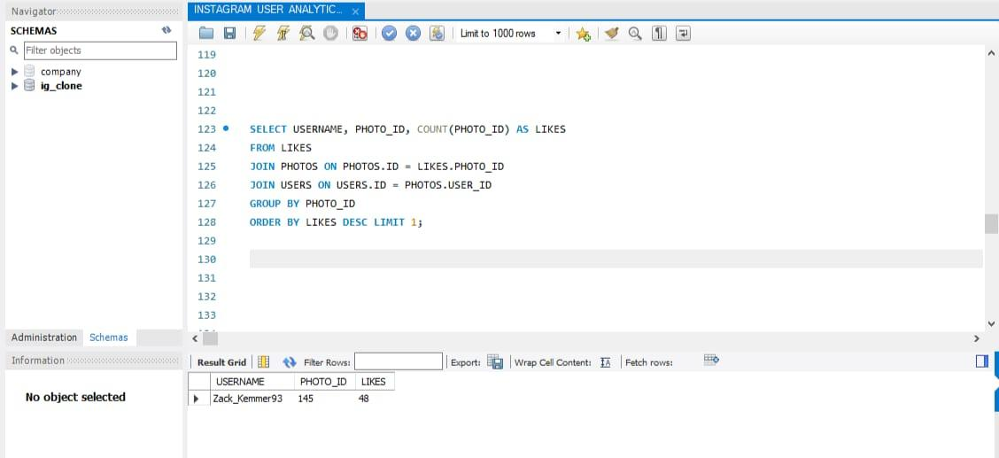 Navigator
SCHEMAS
Filter objects
company
ig_clone
Administration Schemas
Information
No object selected
INSTAGRAM USER ANALYTIC...
Limit to 1000 rows
119
120
121
122
123 SELECT USERNAME, PHOTO_ID, COUNT(PHOTO_ID) AS LIKES
124 FROM LIKES
125 JOIN PHOTOS ON PHOTOS.ID = LIKES.PHOTO_ID
126 JOIN USERS ON USERS.ID = PHOTOS.USER_ID
127 GROUP BY PHOTO_ID
128 ORDER BY LIKES DESC LIMIT 1;
129
130
131
132
133
Result Grid Filter Rows: Export: Wrap Cell Content: Fetch rows:
USERNAME PHOTO_ID LIKES
Zack_Kemmer93 145 48